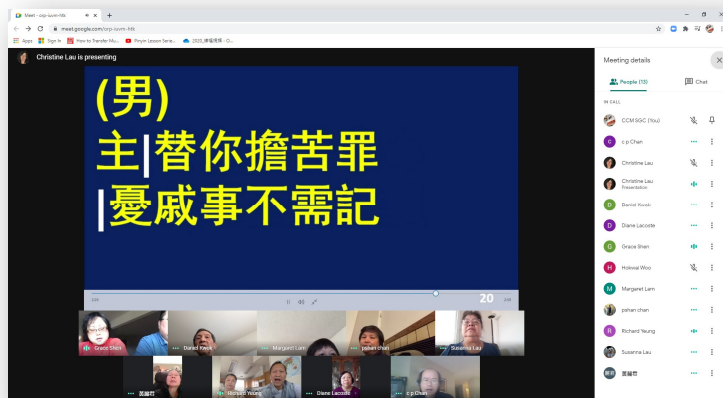 Meet - orp-iuvm-htk
meet.google.com/orp-iuvm-htk
Apps
Sign In
How to Transfer Mu...
Pinyin Lesson Serie...
Christine Lau is presenting
(男)
主|替你擔苦罪
|憂戚事不需記
20
Grace Shen
Daniel Kwok
Margaret Lam
pshan chan
Susanna Lau
Richard Yeung
Diane Lacoste
c p Chan
Meeting details
People (13)
Chat
IN CALL
CCM SGC (You)
c p Chan
Christine Lau
Christine Lau
Presentation
Daniel Kwok
Diane Lacoste
Grace Shen
Hokwai Woo
Margaret Lam
pshan chan
Richard Yeung
Susanna Lau